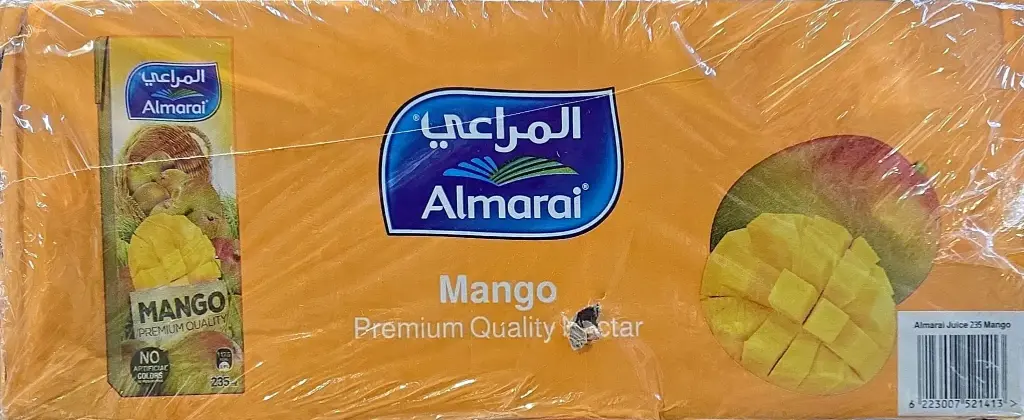 المراعي
Almarai
MANGO
PREMIUM QUALITY
NO
ARTIFICIAL
COLORS
235
المراعي
Almarai
Mango
Premium Quality
Almarai Juice 235 Mango
6 223007 521413 >